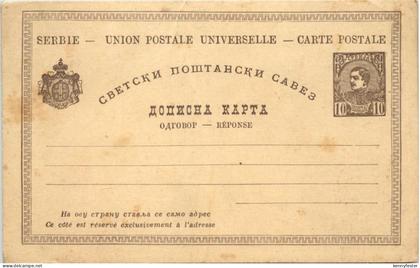 SERBIE — UNION POSTALE UNIVERSELLE — CARTE POSTALE
СВЕТСКИ ПОШТАНСКИ САВЕЗ
ДОПИСНА КАРТА
ОДГОВОР — RÉPONSE
10 10
На ову страну ставља се само адрес
Ce côté est réservé exclusivement à l'adresse